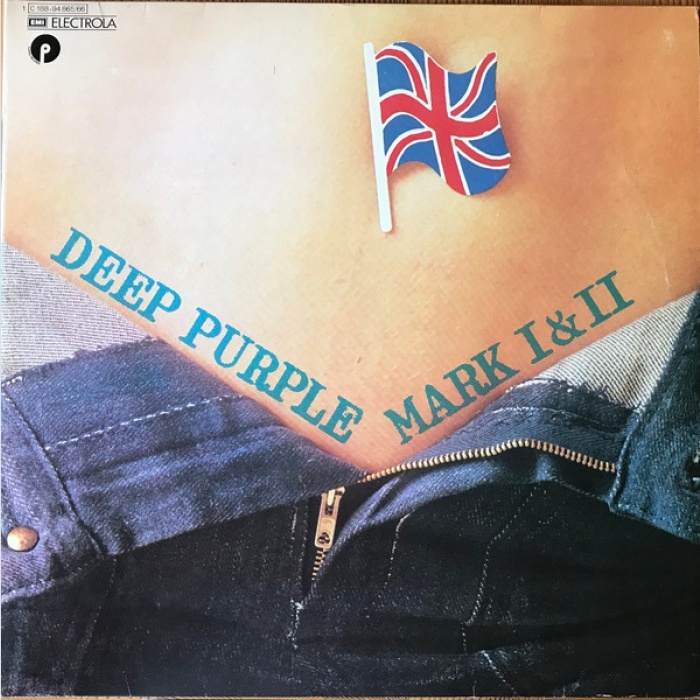 1 C 188-94 865/66
EMI ELECTROLA
P
DEEP PURPLE
MARK I & II